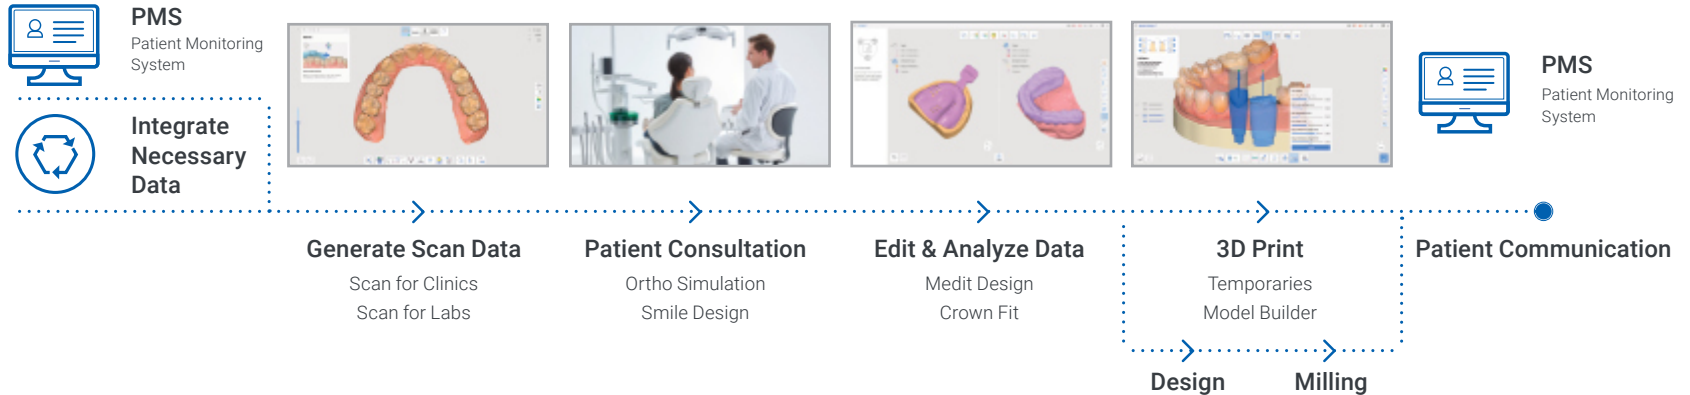 PMS
Patient Monitoring
System
Integrate
Necessary
Data
Generate Scan Data
Scan for Clinics
Scan for Labs
Patient Consultation
Ortho Simulation
Smile Design
Edit & Analyze Data
Medit Design
Crown Fit
3D Print
Temporaries
Model Builder
Design
Milling
PMS
Patient Monitoring
System
Patient Communication